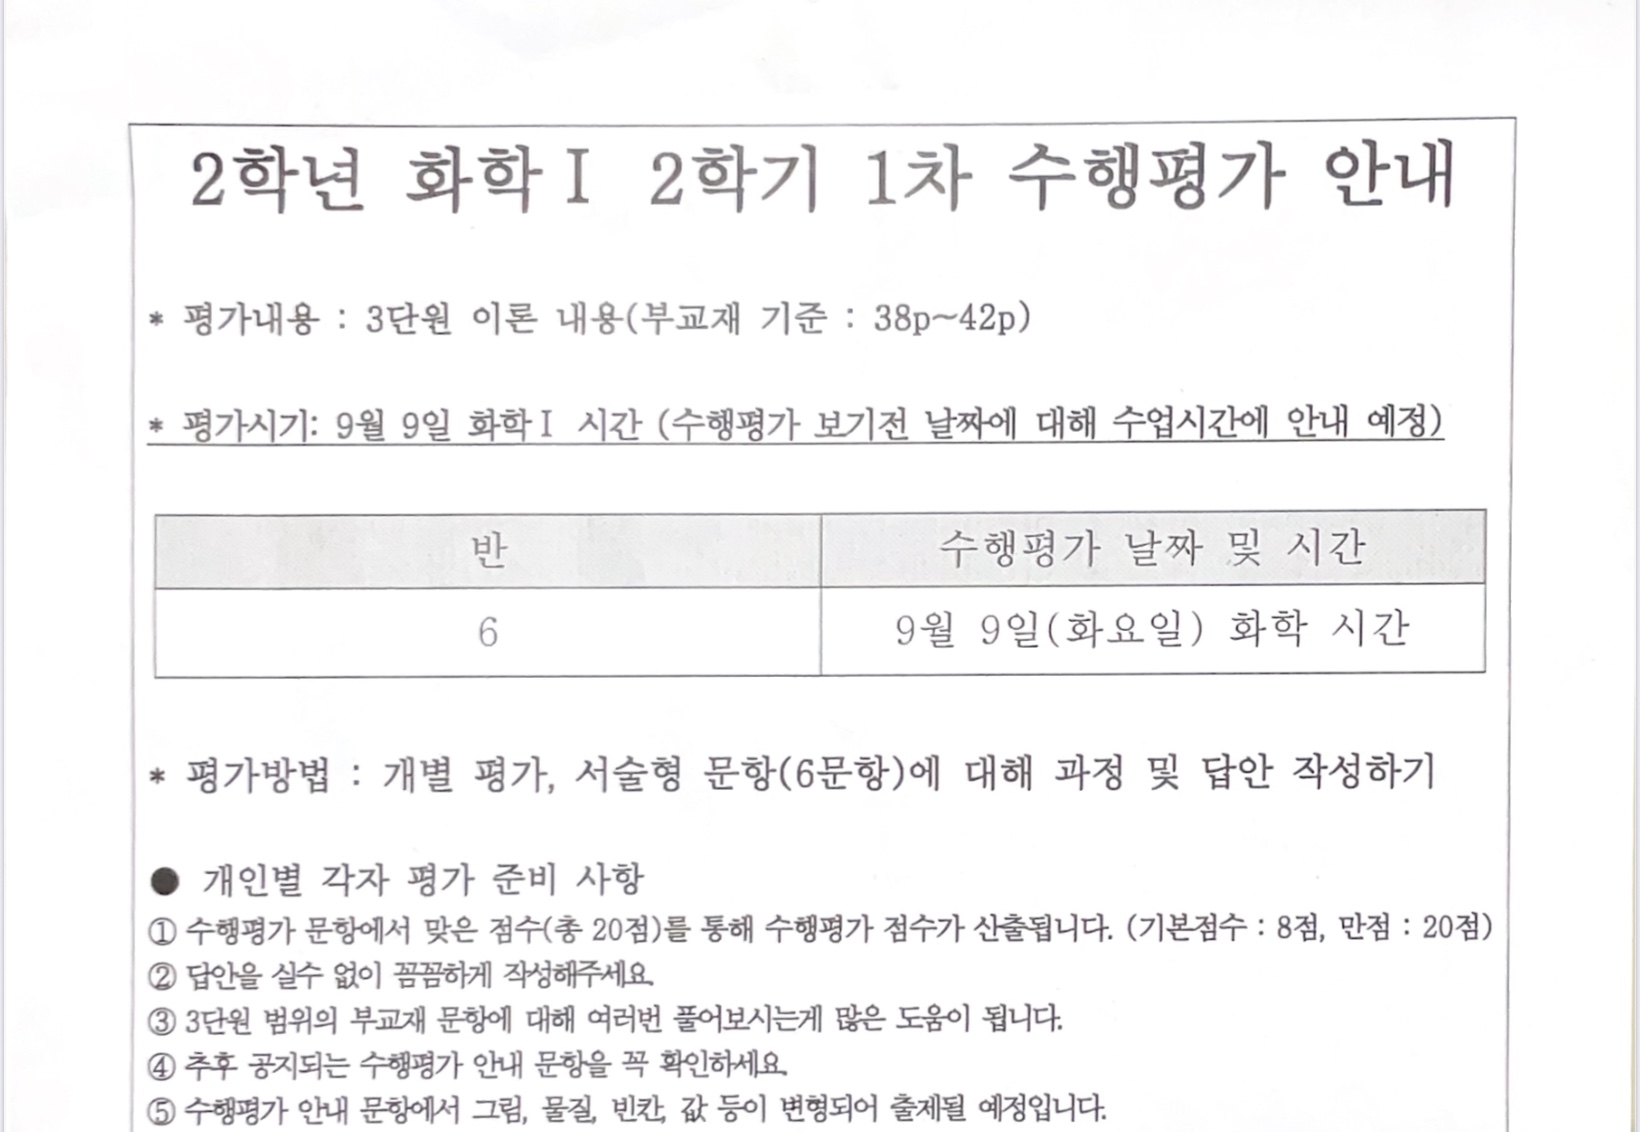 2학년 화학Ⅰ 2학기 1차 수행평가 안내
* 평가내용 : 3단원 이론 내용(부교재 기준 : 38p~42p)
* 평가시기: 9월 9일 화학Ⅰ 시간 (수행평가 보기전 날짜에 대해 수업시간에 안내 예정)
반 수행평가 날짜 및 시간
6 9월 9일(화요일) 화학 시간
* 평가방법 : 개별 평가, 서술형 문항(6문항)에 대해 과정 및 답안 작성하기
● 개인별 각자 평가 준비 사항
① 수행평가 문항에서 맞은 점수(총 20점)를 통해 수행평가 점수가 산출됩니다. (기본점수 : 8점, 만점 : 20점)
② 답안을 실수 없이 꼼꼼하게 작성해주세요.
③ 3단원 범위의 부교재 문항에 대해 여러번 풀어보시는게 많은 도움이 됩니다.
④ 추후 공지되는 수행평가 안내 문항을 꼭 확인하세요.
⑤ 수행평가 안내 문항에서 그림, 물질, 빈칸, 값 등이 변형되어 출제될 예정입니다.